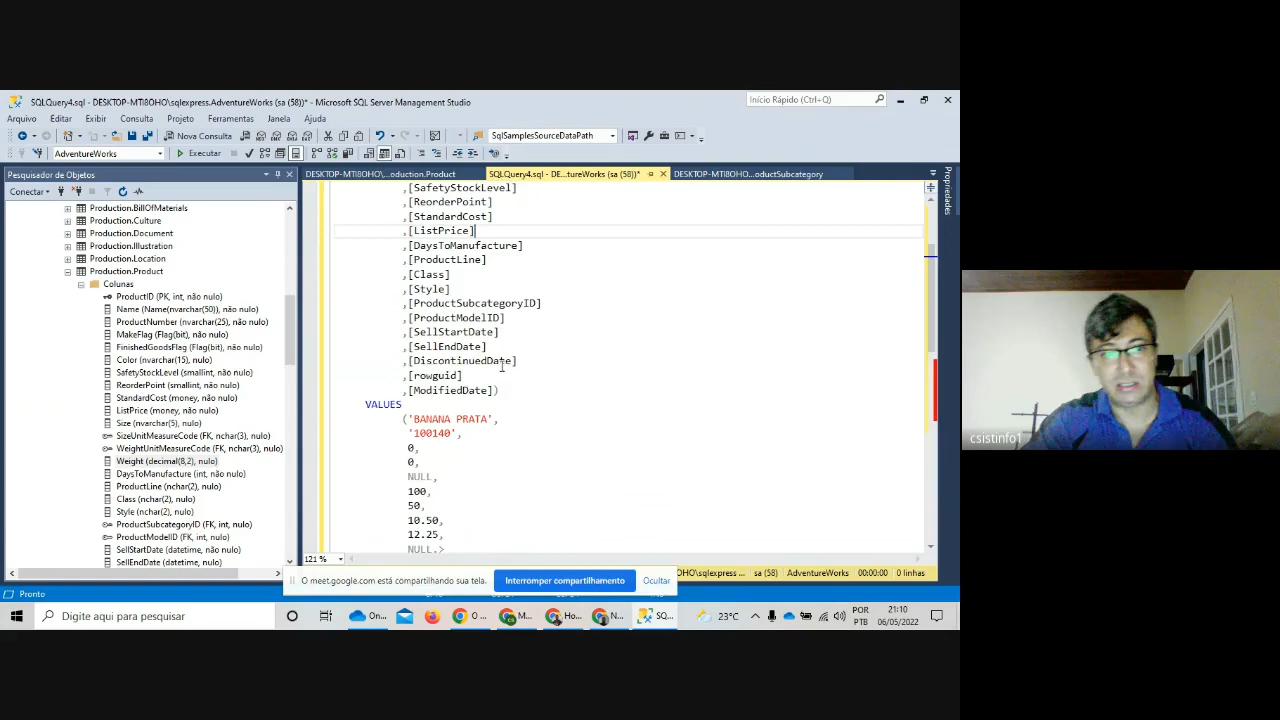 SQLQuery4.sql - DESKTOP-MTI8OHO\sqlexpress.AdventureWorks (sa (58))* - Microsoft SQL Server Management Studio
Início Rápido (Ctrl+Q)
Arquivo Editar Exibir Consulta Projeto Ferramentas Janela Ajuda
Nova Consulta
SqlSamplesSourceDataPath
AdventureWorks
Executar
Pesquisador de Objetos
Conectar
Production.BillOfMaterials
Production.Culture
Production.Document
Production.Illustration
Production.Location
Production.Product
Colunas
ProductID (PK, int, não nulo)
Name (Name(nvarchar(50)), não nulo)
ProductNumber (nvarchar(25), não nulo)
MakeFlag (Flag(bit), não nulo)
FinishedGoodsFlag (Flag(bit), não nulo)
Color (nvarchar(15), nulo)
SafetyStockLevel (smallint, não nulo)
ReorderPoint (smallint, não nulo)
StandardCost (money, não nulo)
ListPrice (money, não nulo)
Size (nvarchar(5), nulo)
SizeUnitMeasureCode (FK, nchar(3), nulo)
WeightUnitMeasureCode (FK, nchar(3), nulo)
Weight (decimal(8,2), nulo)
DaysToManufacture (int, não nulo)
ProductLine (nchar(2), nulo)
Class (nchar(2), nulo)
Style (nchar(2), nulo)
ProductSubcategoryID (FK, int, nulo)
ProductModelID (FK, int, nulo)
SellStartDate (datetime, não nulo)
SellEndDate (datetime, nulo)
DESKTOP-MTI8OHO\...oduction.Product
SQLQuery4.sql - DE...tureWorks (sa (58))*
DESKTOP-MTI8OHO...oductSubcategory
,[SafetyStockLevel]
,[ReorderPoint]
,[StandardCost]
,[ListPrice]
,[DaysToManufacture]
,[ProductLine]
,[Class]
,[Style]
,[ProductSubcategoryID]
,[ProductModelID]
,[SellStartDate]
,[SellEndDate]
,[DiscontinuedDate]
,[rowguid]
,[ModifiedDate])
VALUES
('BANANA PRATA',
'100140',
0,
0,
NULL,
100,
50,
10.50,
12.25,
NULL,>
121 %
Propriedades
sa (58) AdventureWorks 00:00:00 0 linhas
O meet.google.com está compartilhando sua tela.
Interromper compartilhamento
Ocultar
Pronto
Digite aqui para pesquisar
On...
O ...
M...
Ho...
N...
SQ...
23°C
POR
PTB
21:10
06/05/2022
csistinfo1